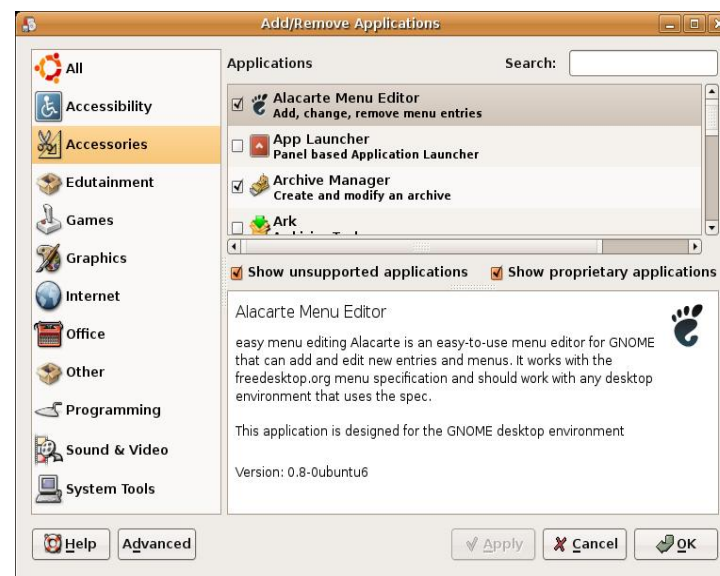 Add/Remove Applications
All
Accessibility
Accessories
Edutainment
Games
Graphics
Internet
Office
Other
Programming
Sound & Video
System Tools
Applications
Search:
Alacarte Menu Editor
Add, change, remove menu entries
App Launcher
Panel based Application Launcher
Archive Manager
Create and modify an archive
Ark
Show unsupported applications
Show proprietary applications
Alacarte Menu Editor
easy menu editing Alacarte is an easy-to-use menu editor for GNOME
that can add and edit new entries and menus. It works with the
freedesktop.org menu specification and should work with any desktop
environment that uses the spec.
This application is designed for the GNOME desktop environment
Version: 0.8-0ubuntu6
Help
Advanced
Apply
Cancel
OK